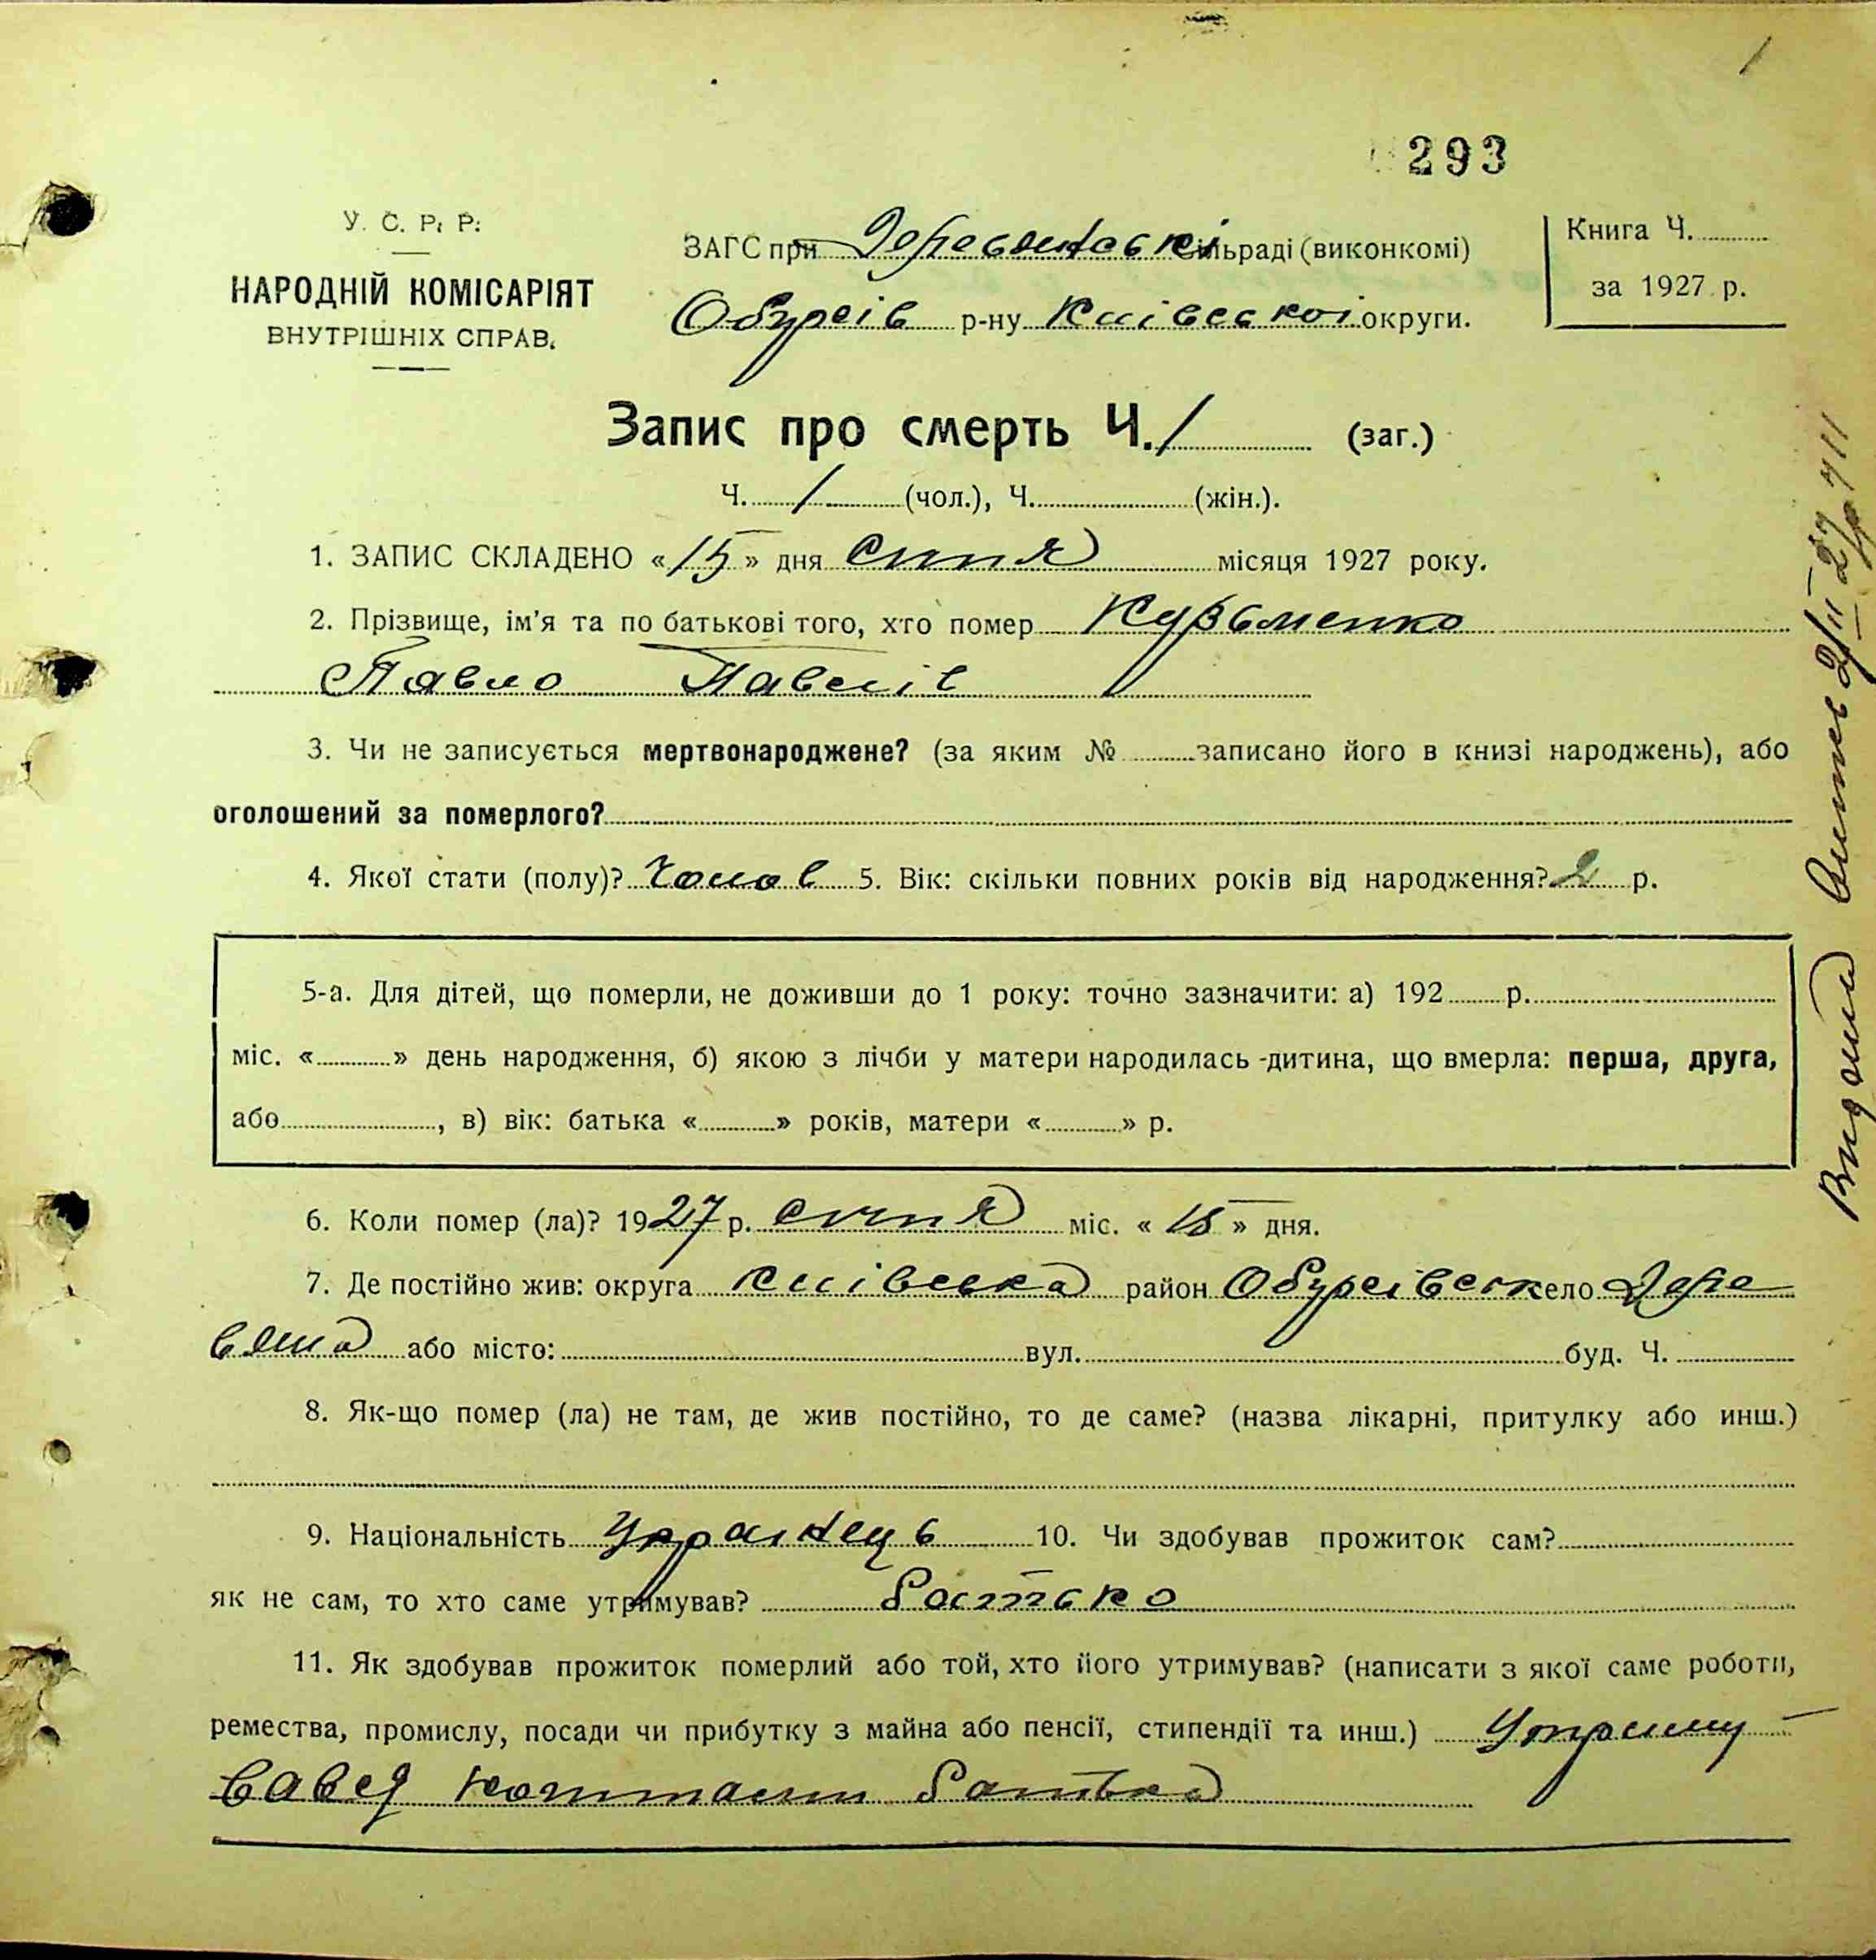 1
293
У. С. Р. Р.
НАРОДНІЙ КОМІСАРІЯТ
ВНУТРІШНІХ СПРАВ.
ЗАГС при Деревянській сільраді (виконкомі)
Обухів р-ну Київської округи.
Книга Ч.
за 1927 р.
Запис про смерть Ч. 1 (заг.)
Ч. 1 (чол.), Ч. (жін.).
1. ЗАПИС СКЛАДЕНО «15» дня Січня місяця 1927 року.
2. Прізвище, ім'я та по батькові того, хто помер Кузьменко
Павло Павлів
3. Чи не записується мертвонароджене? (за яким № записано його в книзі народжень), або
оголошений за померлого?
4. Якої стати (полу)? Чолов 5. Вік: скільки повних років від народження? 2 р.
5-а. Для дітей, що померли, не доживши до 1 року: точно зазначити: а) 192 р.
міс. « » день народження, б) якою з лічби у матери народилась дитина, що вмерла: перша, друга,
або , в) вік: батька « » років, матери « » р.
6. Коли помер (ла)? 1927 р. січня міс. «15» дня.
7. Де постійно жив: округа Київська район Обухівськ село Дере
вяна або місто: вул. буд. Ч.
8. Як-що помер (ла) не там, де жив постійно, то де саме? (назва лікарні, притулку або инш.)
9. Національність Украінець 10. Чи здобував прожиток сам?
як не сам, то хто саме утримував? Батько
11. Як здобував прожиток померлий або той, хто його утримував? (написати з якої саме роботи,
ремества, промислу, посади чи прибутку з майна або пенсії, стипендії та инш.) Утриму
вався коштами Батька